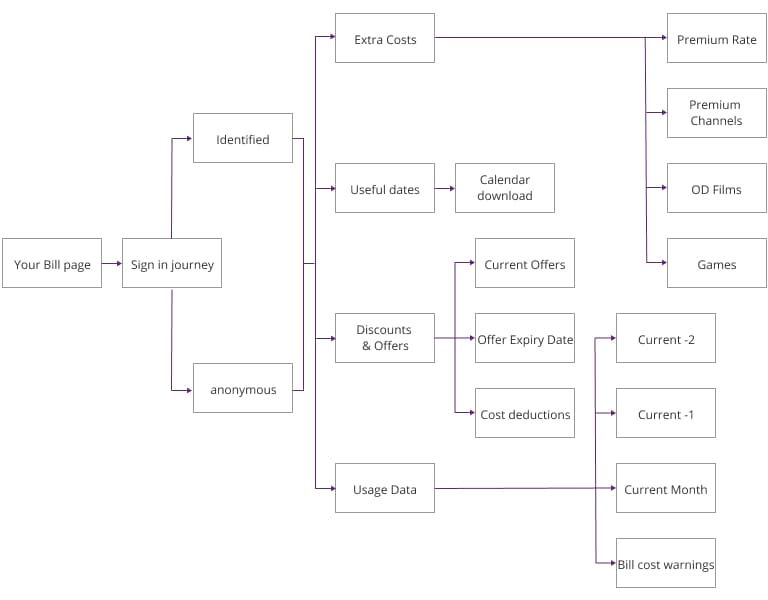 Your Bill page
Sign in journey
Identified
anonymous
Extra Costs
Premium Rate
Premium
Channels
OD Films
Games
Useful dates
Calendar
download
Discounts
& Offers
Current Offers
Offer Expiry Date
Cost deductions
Usage Data
Current -2
Current -1
Current Month
Bill cost warnings